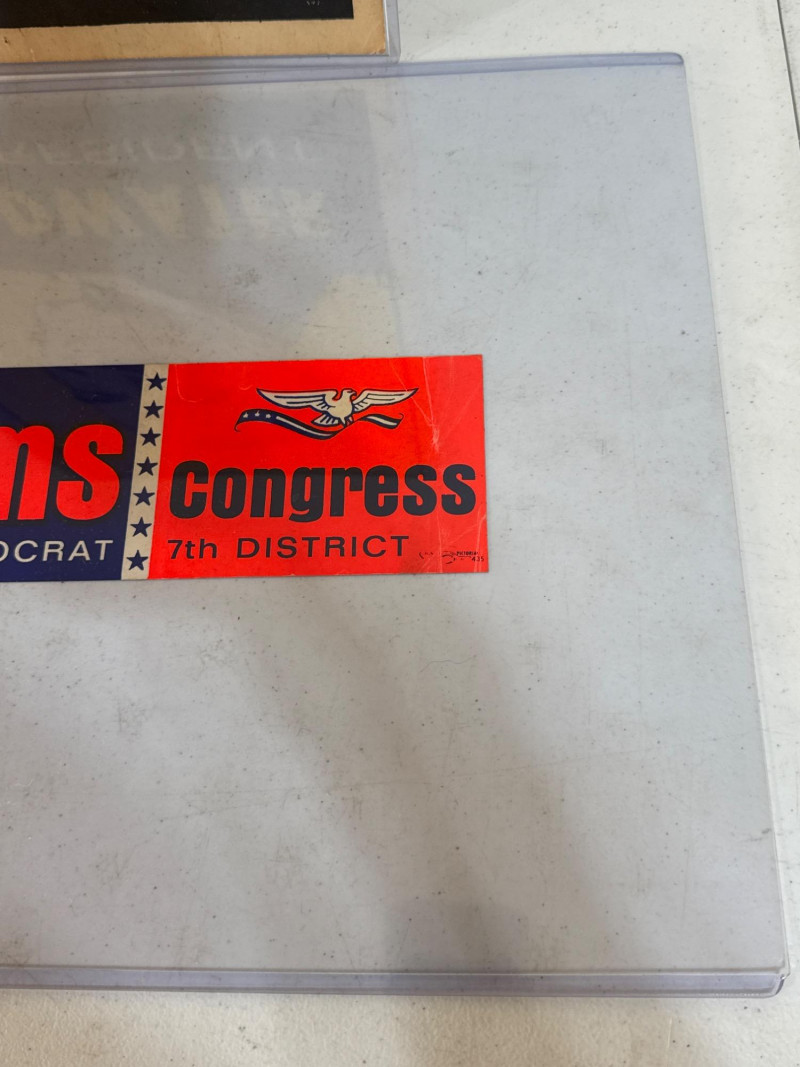 ms
OCRAT
Congress
7th DISTRICT